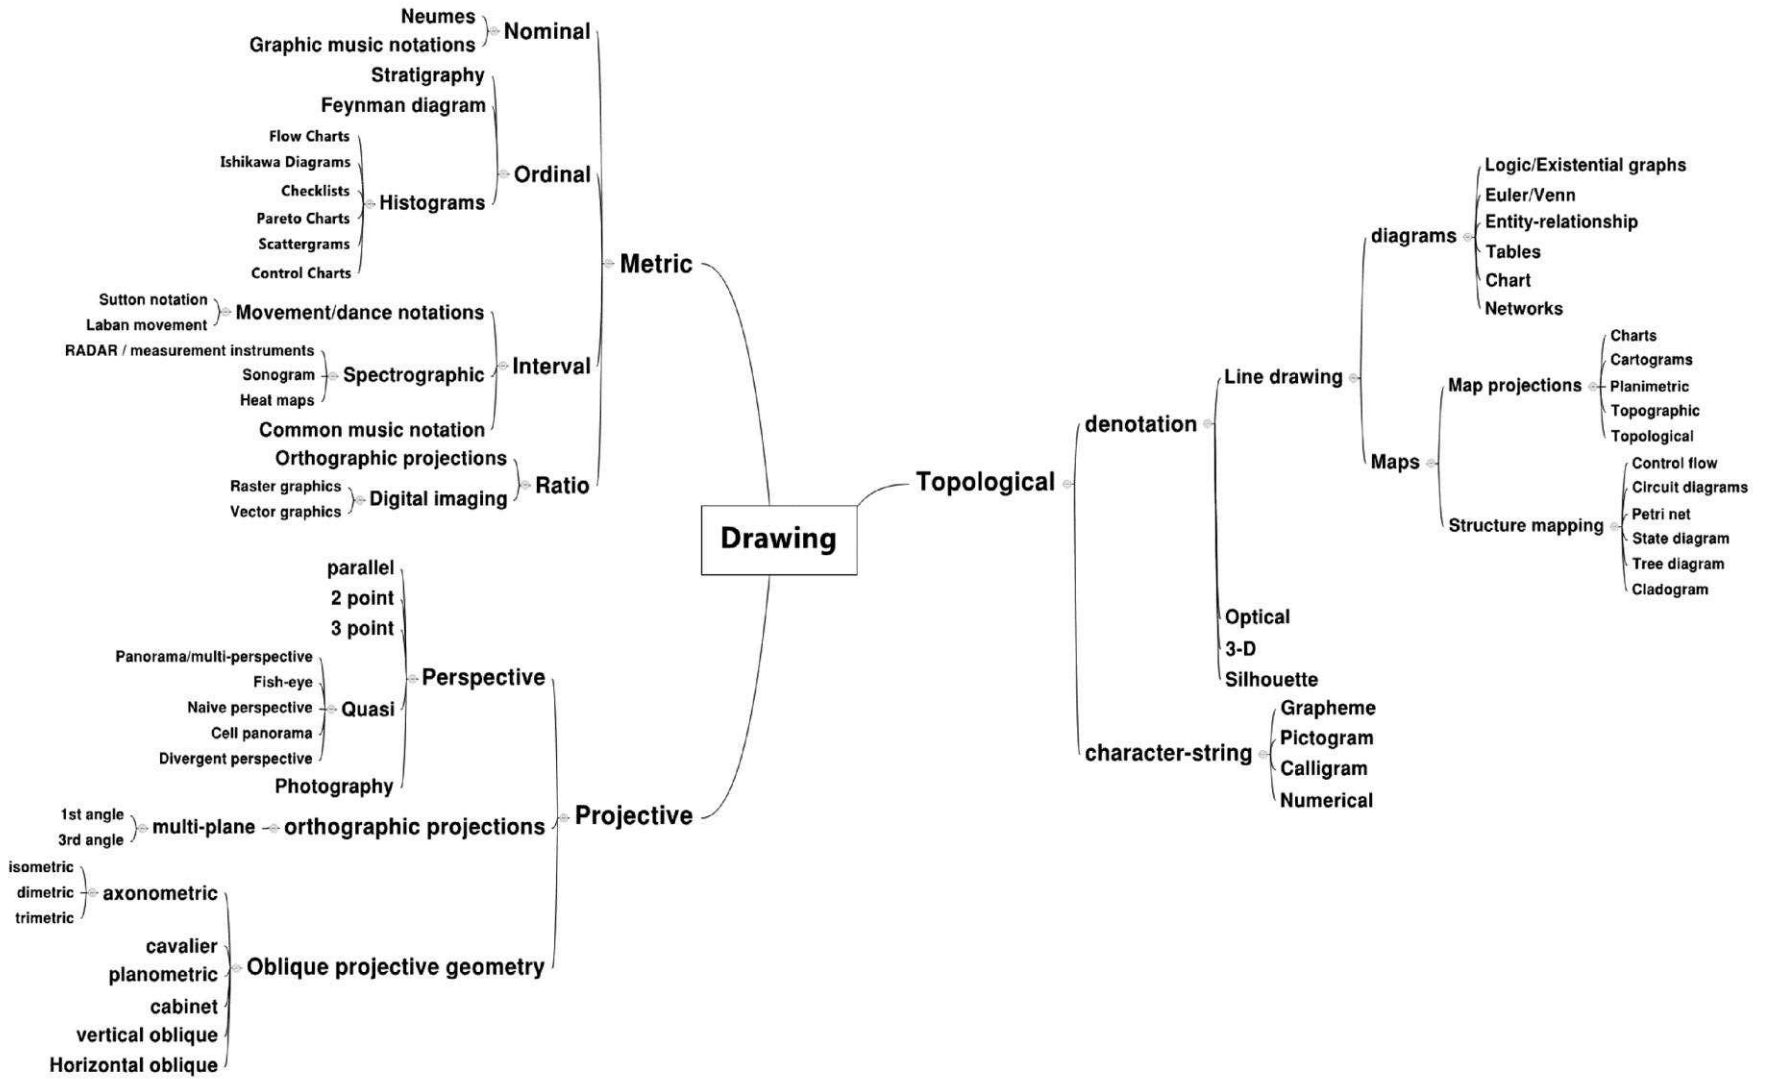 Neumes
Graphic music notations
Nominal
Stratigraphy
Feynman diagram
Flow Charts
Ishikawa Diagrams
Checklists
Pareto Charts
Scattergrams
Control Charts
Histograms
Ordinal
Metric
Sutton notation
Laban movement
Movement/dance notations
RADAR / measurement instruments
Sonogram
Heat maps
Spectrographic
Interval
Common music notation
Orthographic projections
Raster graphics
Vector graphics
Digital imaging
Ratio
Drawing
parallel
2 point
3 point
Panorama/multi-perspective
Fish-eye
Naive perspective
Cell panorama
Divergent perspective
Quasi
Perspective
Photography
1st angle
3rd angle
multi-plane
orthographic projections
Projective
isometric
dimetric
trimetric
axonometric
cavalier
planometric
cabinet
vertical oblique
Horizontal oblique
Oblique projective geometry
Topological
denotation
Line drawing
diagrams
Logic/Existential graphs
Euler/Venn
Entity-relationship
Tables
Chart
Networks
Maps
Map projections
Charts
Cartograms
Planimetric
Topographic
Topological
Structure mapping
Control flow
Circuit diagrams
Petri net
State diagram
Tree diagram
Cladogram
Optical
3-D
Silhouette
character-string
Grapheme
Pictogram
Calligram
Numerical